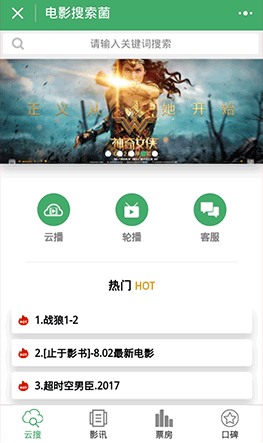 电影搜索菌
请输入关键词搜索
正义从她开始
神奇女侠
云播
轮播
客服
热门 HOT
HOT 1.战狼1-2
HOT 2.[止于影书]-8.02最新电影
HOT 3.超时空男臣.2017
云搜
影讯
票房
口碑